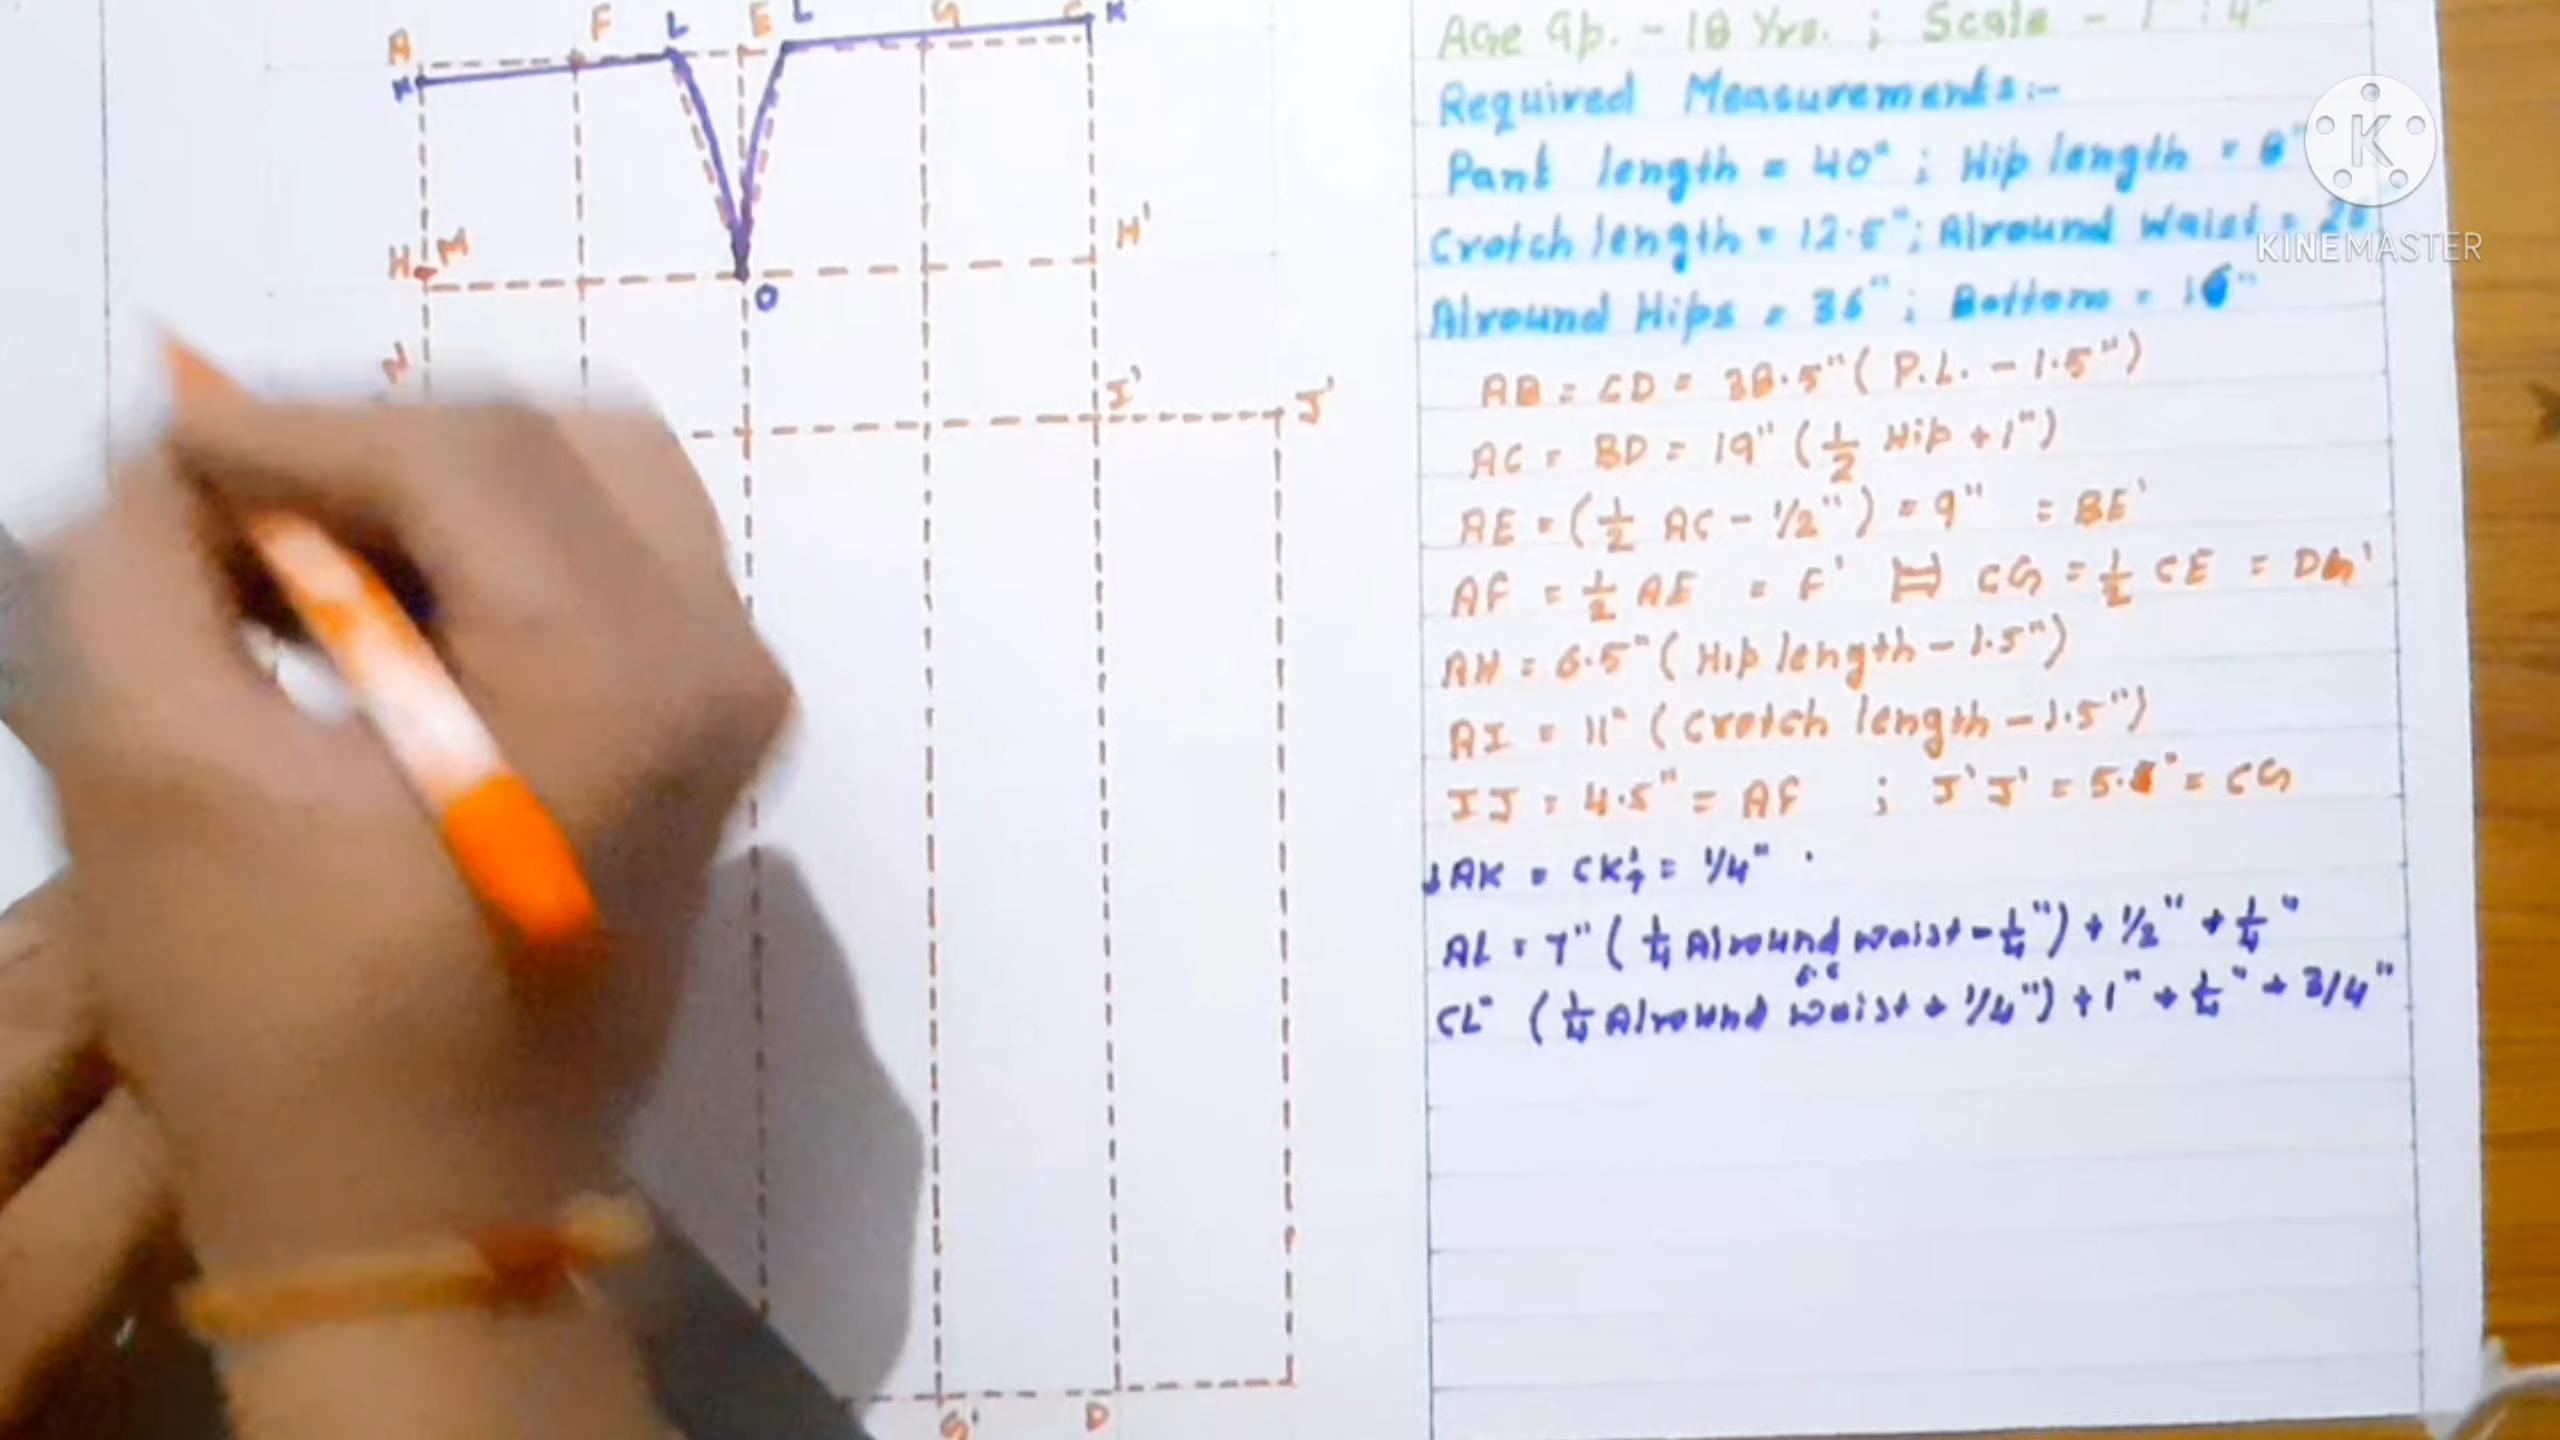 A F L E L G C K'
K
H M H'
O
N I' J'
G' D
Age Gp. - 18 Yrs. ; Scale - 1" : 4"
Required Measurements:-
Pant length = 40" ; Hip length = 8"
Crotch length = 12.5" ; Alround Waist = 26
Alround Hips = 36" ; Bottom = 16"
AB = CD = 38.5" ( P.L. - 1.5" )
AC = BD = 19" ( 1/2 Hip + 1" )
AE = ( 1/2 AC - 1/2" ) = 9" = BE'
AF = 1/2 AE = F' CG = 1/2 CE = DG'
AH = 6.5" ( Hip length - 1.5" )
AI = 11" ( Crotch length - 1.5" )
IJ = 4.5" = AF ; J'J' = 5" = CG
↓AK = CK'↑ = 1/4"
AL = 7" ( 1/4 Alround waist - 1/4" ) + 1/2" + 1/4"
CL = ( 1/4 Alround waist + 1/4" ) + 1" + 1/4" + 3/4"
KINEMASTER